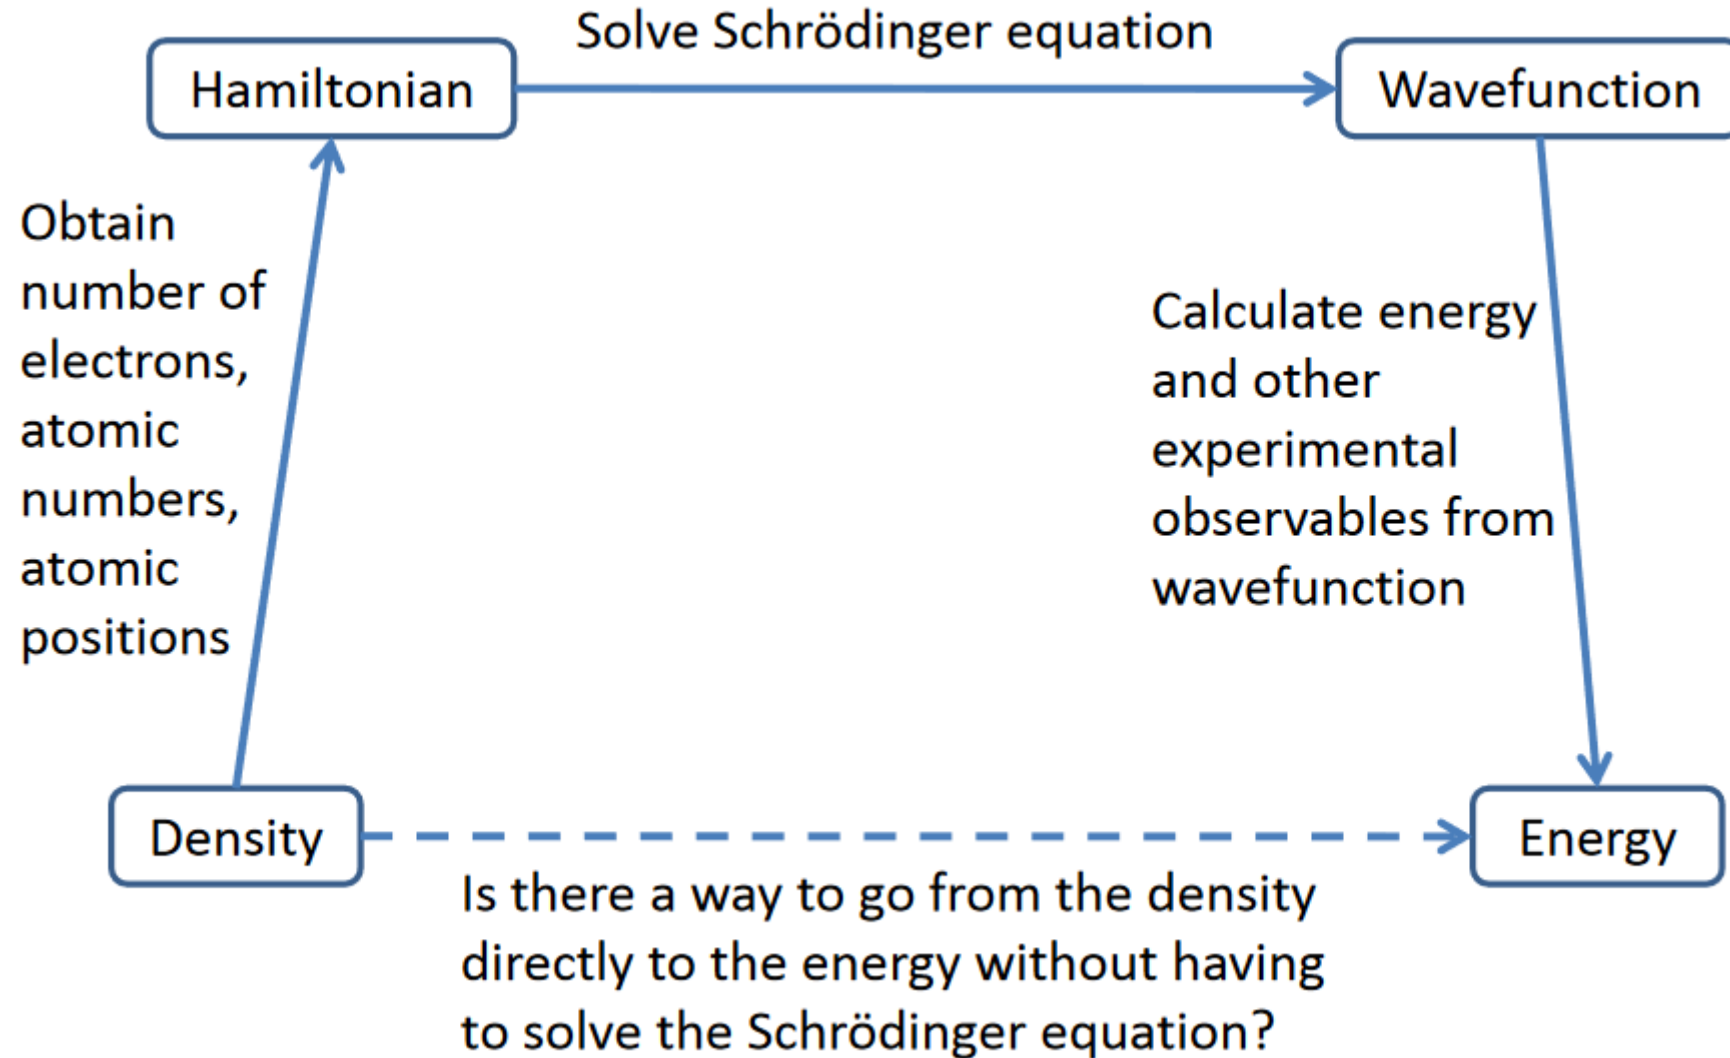 Solve Schrödinger equation
Hamiltonian
Wavefunction
Obtain
number of
electrons,
atomic
numbers,
atomic
positions
Calculate energy
and other
experimental
observables from
wavefunction
Density
Energy
Is there a way to go from the density
directly to the energy without having
to solve the Schrödinger equation?